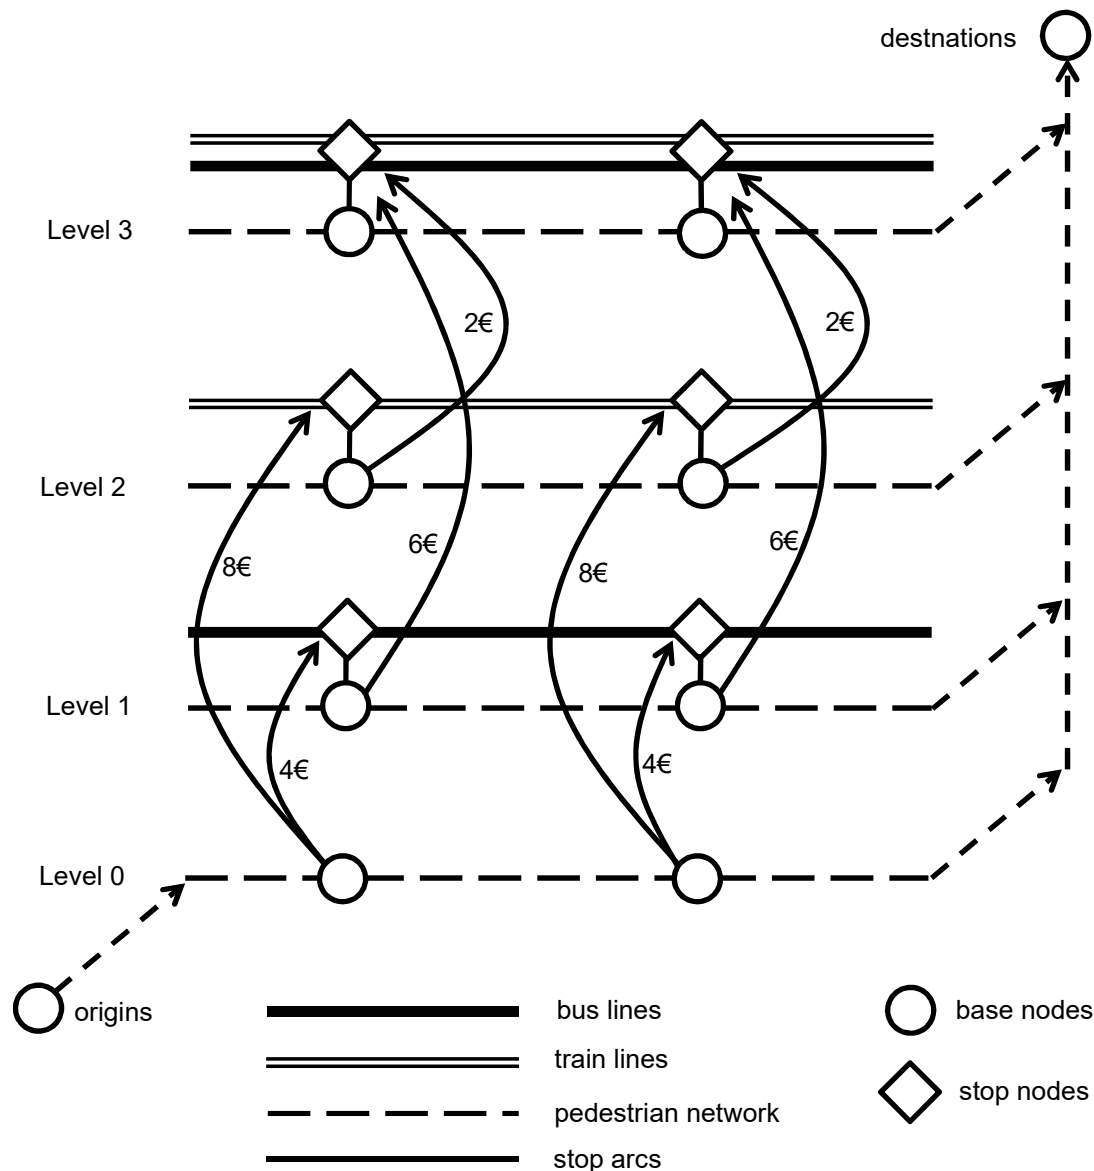 destnations
Level 3
2€
2€
Level 2
6€
6€
8€
8€
Level 1
4€
4€
Level 0
origins
bus lines
base nodes
train lines
stop nodes
pedestrian network
stop arcs